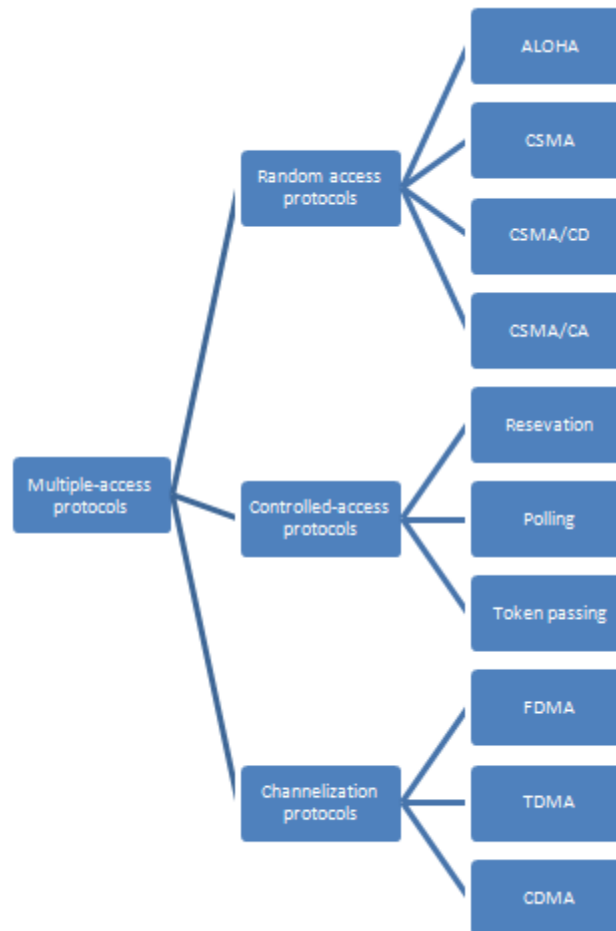 ALOHA
CSMA
Random access
protocols
CSMA/CD
CSMA/CA
Resevation
Multiple-access
protocols
Controlled-access
protocols
Polling
Token passing
FDMA
Channelization
protocols
TDMA
CDMA